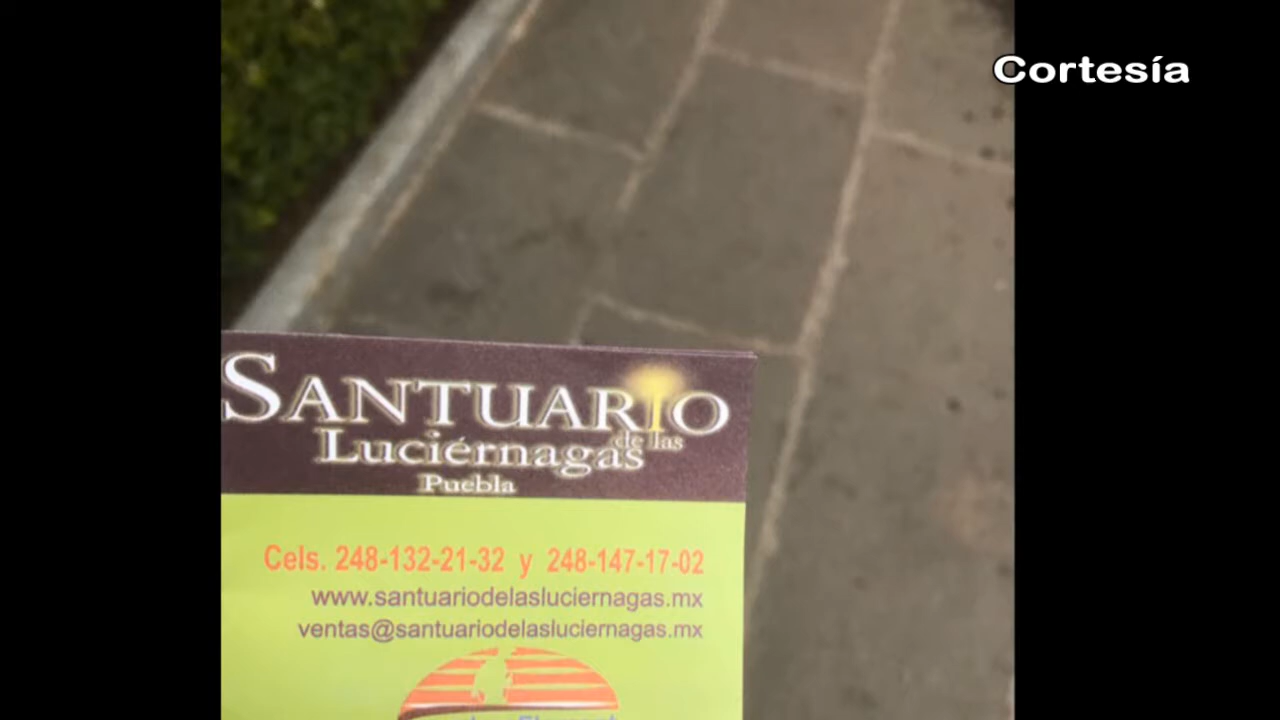 Cortesía
SANTUARIO
de las
Luciérnagas
Puebla
Cels. 248-132-21-32 y 248-147-17-02
www.santuariodelasluciernagas.mx
ventas@santuariodelasluciernagas.mx